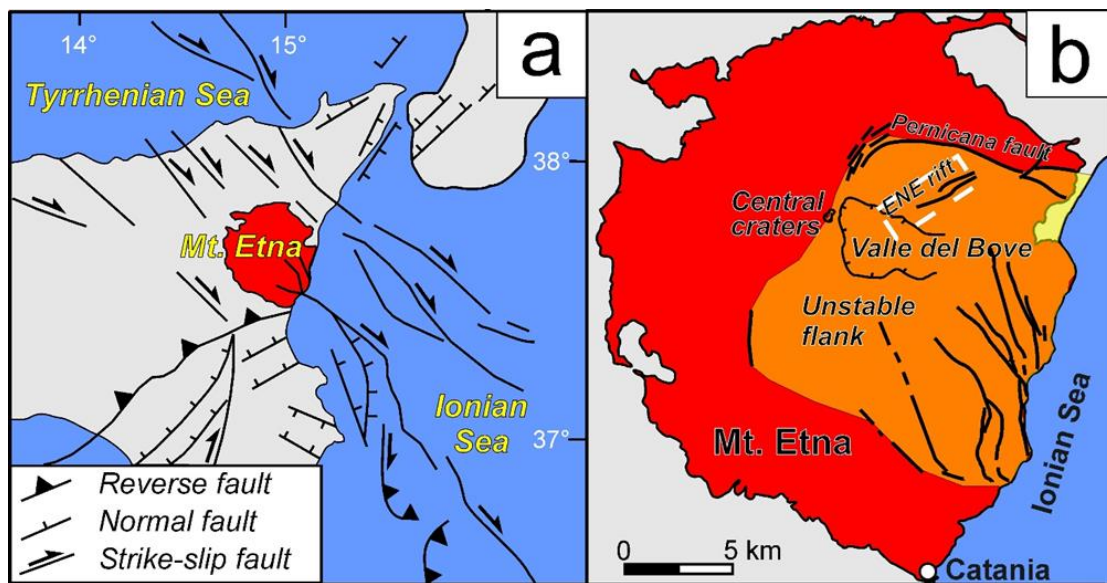 14°
15°
a
Tyrrhenian Sea
38°
Mt. Etna
Ionian
Sea
37°
Reverse fault
Normal fault
Strike-slip fault
b
Pernicana fault
ENE rift
Central
craters
Valle del Bove
Unstable
flank
Ionian Sea
Mt. Etna
0 5 km
Catania